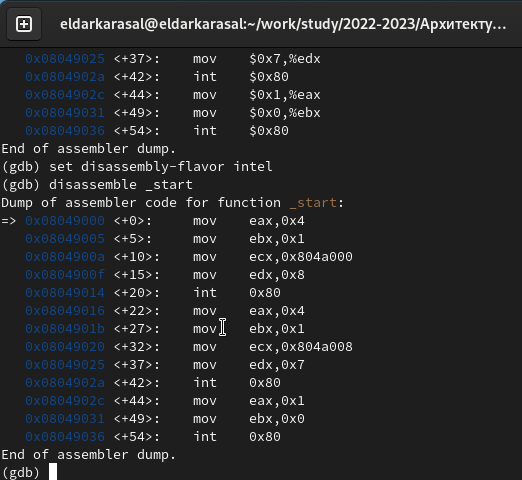 eldarkarasal@eldarkarasal:~/work/study/2022-2023/Архитекту...
0x08049025 <+37>: mov $0x7,%edx
0x0804902a <+42>: int $0x80
0x0804902c <+44>: mov $0x1,%eax
0x08049031 <+49>: mov $0x0,%ebx
0x08049036 <+54>: int $0x80
End of assembler dump.
(gdb) set disassembly-flavor intel
(gdb) disassemble _start
Dump of assembler code for function _start:
=> 0x08049000 <+0>: mov eax,0x4
0x08049005 <+5>: mov ebx,0x1
0x0804900a <+10>: mov ecx,0x804a000
0x0804900f <+15>: mov edx,0x8
0x08049014 <+20>: int 0x80
0x08049016 <+22>: mov eax,0x4
0x0804901b <+27>: mov ebx,0x1
0x08049020 <+32>: mov ecx,0x804a008
0x08049025 <+37>: mov edx,0x7
0x0804902a <+42>: int 0x80
0x0804902c <+44>: mov eax,0x1
0x08049031 <+49>: mov ebx,0x0
0x08049036 <+54>: int 0x80
End of assembler dump.
(gdb)